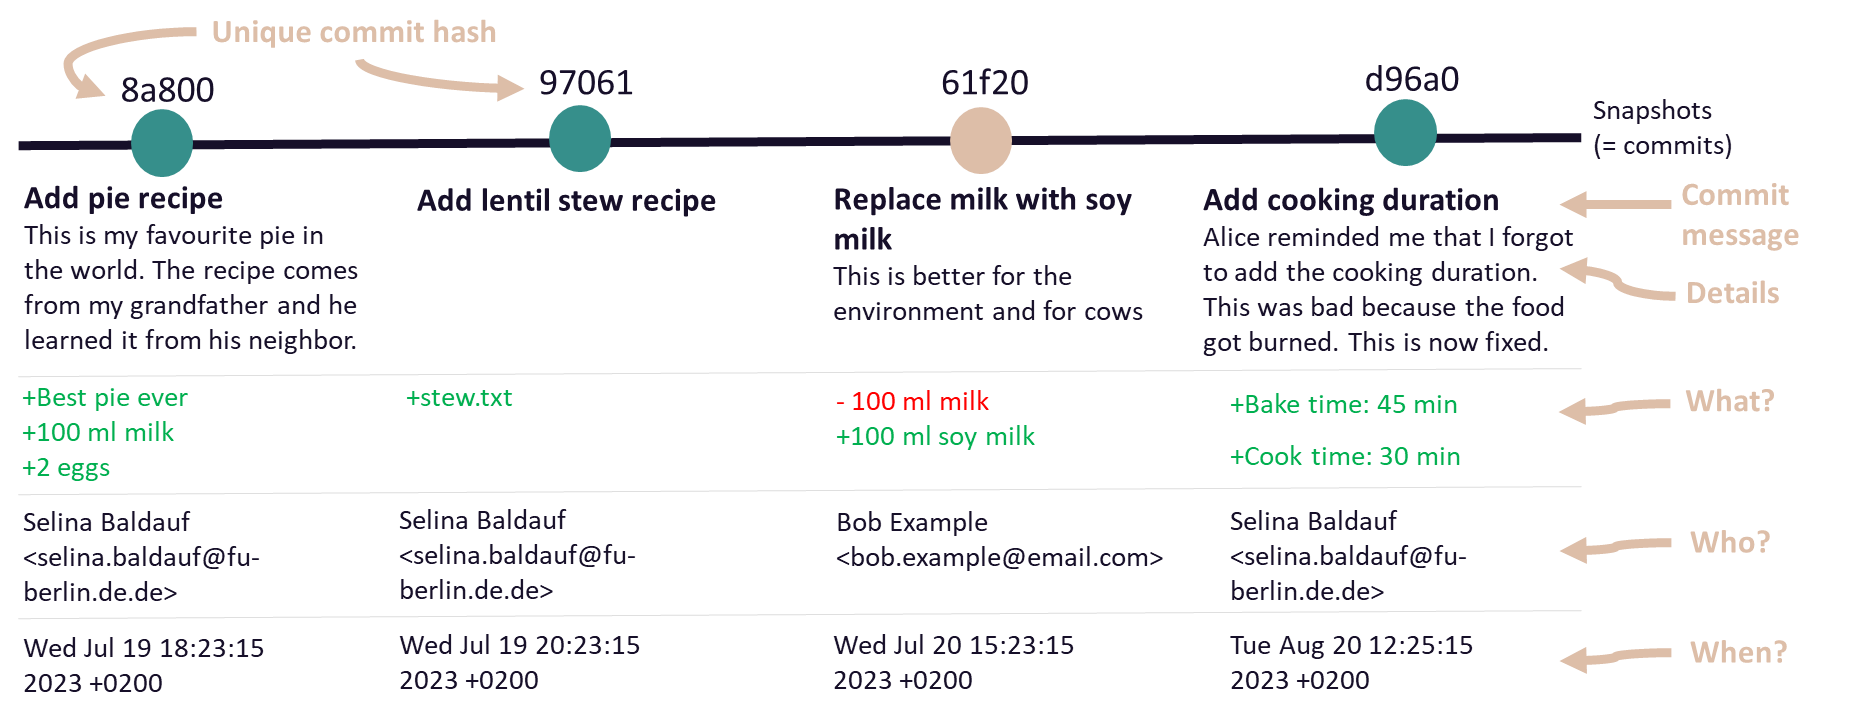 Unique commit hash
8a800
97061
61f20
d96a0
Snapshots
(= commits)
Add pie recipe
This is my favourite pie in
the world. The recipe comes
from my grandfather and he
learned it from his neighbor.
Add lentil stew recipe
Replace milk with soy
milk
This is better for the
environment and for cows
Add cooking duration
Alice reminded me that I forgot
to add the cooking duration.
This was bad because the food
got burned. This is now fixed.
Commit
message
Details
+Best pie ever
+100 ml milk
+2 eggs
+stew.txt
- 100 ml milk
+100 ml soy milk
+Bake time: 45 min
+Cook time: 30 min
What?
Selina Baldauf
<selina.baldauf@fu-
berlin.de.de>
Selina Baldauf
<selina.baldauf@fu-
berlin.de.de>
Bob Example
<bob.example@email.com>
Selina Baldauf
<selina.baldauf@fu-
berlin.de.de>
Who?
Wed Jul 19 18:23:15
2023 +0200
Wed Jul 19 20:23:15
2023 +0200
Wed Jul 20 15:23:15
2023 +0200
Tue Aug 20 12:25:15
2023 +0200
When?